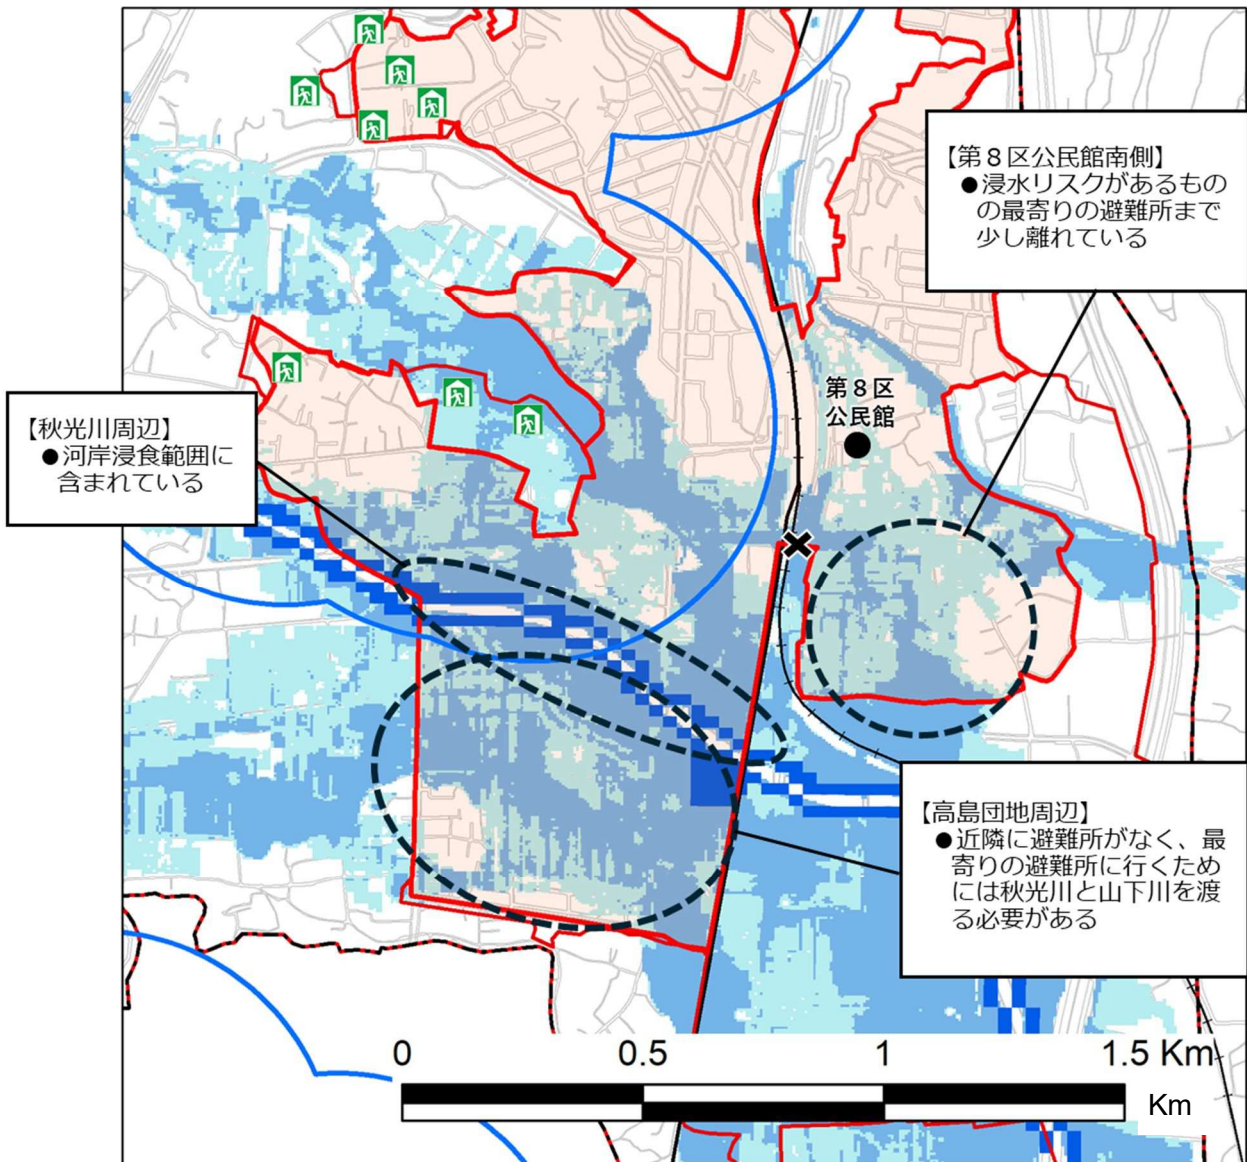 【第８区公民館南側】
●浸水リスクがあるもの
の最寄りの避難所まで
少し離れている
第８区
公民館
【秋光川周辺】
●河岸浸食範囲に
含まれている
【高島団地周辺】
●近隣に避難所がなく、最
寄りの避難所に行くため
には秋光川と山下川を渡
る必要がある
0 0.5 1 1.5 Km
Km